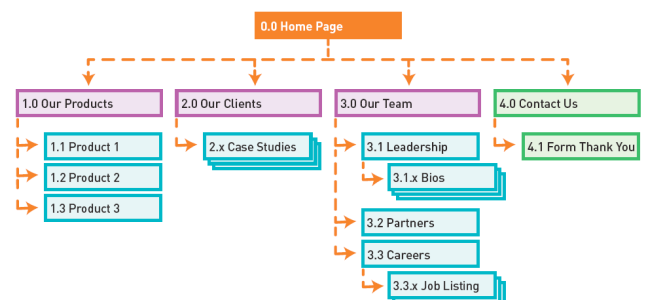 0.0 Home Page
1.0 Our Products
2.0 Our Clients
3.0 Our Team
4.0 Contact Us
1.1 Product 1
2.x Case Studies
3.1 Leadership
4.1 Form Thank You
1.2 Product 2
3.1.x Bios
1.3 Product 3
3.2 Partners
3.3 Careers
3.3.x Job Listing